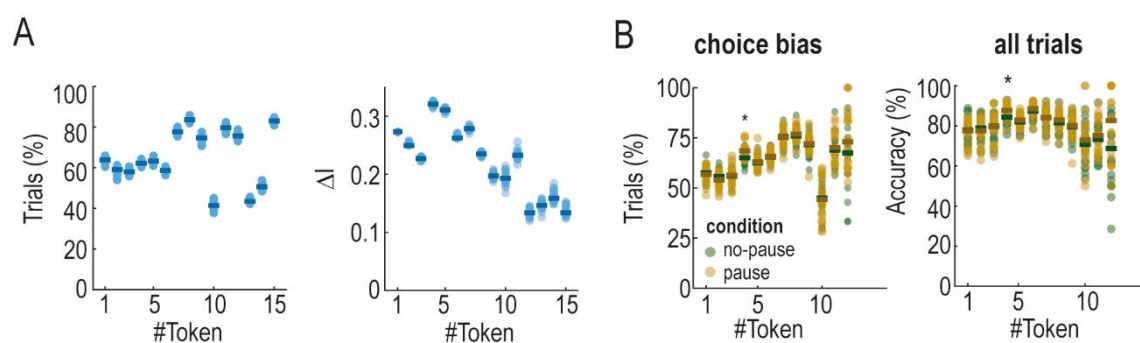 A
Trials (%)
100
80
60
40
20
0
1
5
10
15
#Token
ΔI
0.3
0.2
0.1
0
1
5
10
15
#Token
B
choice bias
Trials (%)
100
75
50
25
0
*
condition
no-pause
pause
1
10
#Token
all trials
Accuracy (%)
100
80
60
40
20
0
*
1
5
10
#Token